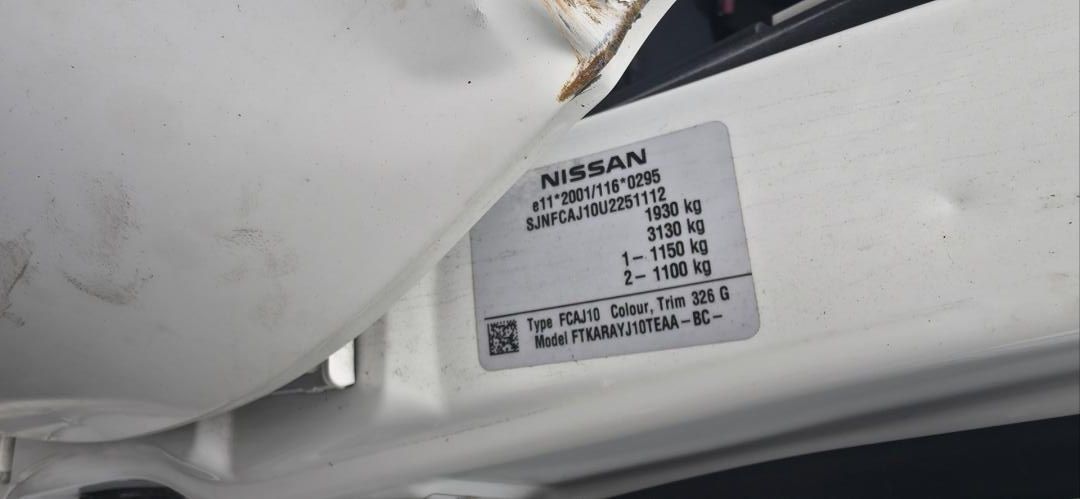 NISSAN
e11*2001/116*0295
SJNFCAJ10U2251112
1930 kg
3130 kg
1- 1150 kg
2- 1100 kg
Type FCAJ10 Colour, Trim 326 G
Model FTKARAYJ10TEAA-BC-